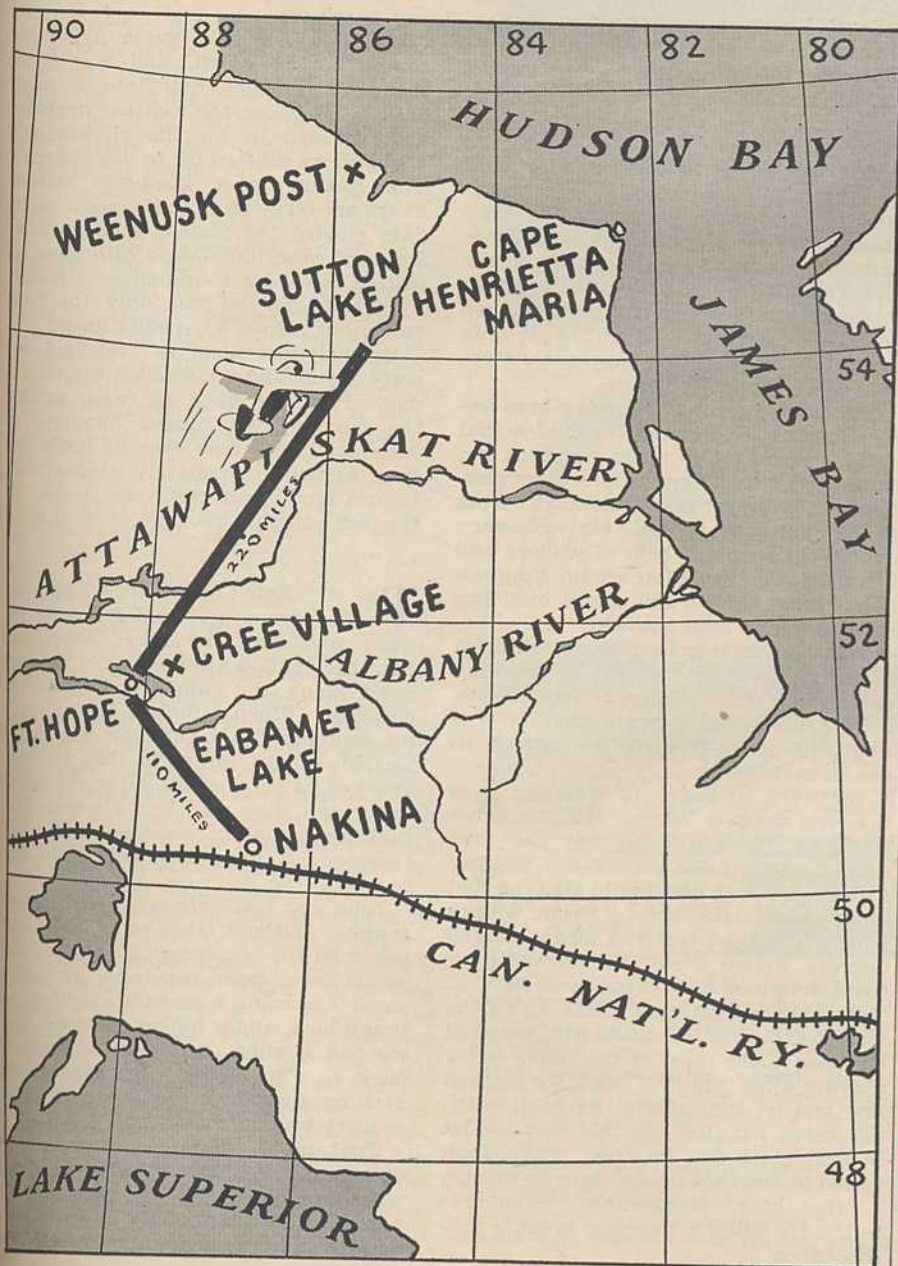 90 88 86 84 82 80
HUDSON BAY
WEENUSK POST
CAPE
HENRIETTA
MARIA
SUTTON
LAKE
JAMES BAY
54
ATTAWAPISKAT RIVER
220 MILES
CREE VILLAGE
ALBANY RIVER
52
FT. HOPE
EABAMET
LAKE
110 MILES
NAKINA
50
CAN. NAT'L. RY.
48
LAKE SUPERIOR